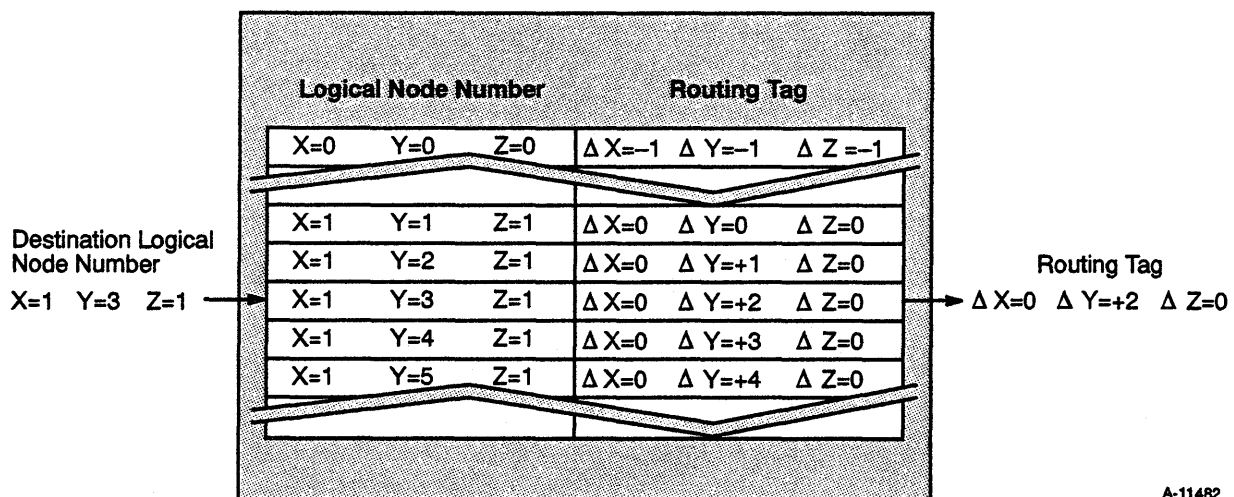 Logical Node Number Routing Tag
X=0 Y=0 Z=0 Δ X=–1 Δ Y=–1 Δ Z =–1
X=1 Y=1 Z=1 Δ X=0 Δ Y=0 Δ Z=0
Destination Logical
Node Number
X=1 Y=2 Z=1 Δ X=0 Δ Y=+1 Δ Z=0
Routing Tag
X=1 Y=3 Z=1 X=1 Y=3 Z=1 Δ X=0 Δ Y=+2 Δ Z=0 Δ X=0 Δ Y=+2 Δ Z=0
X=1 Y=4 Z=1 Δ X=0 Δ Y=+3 Δ Z=0
X=1 Y=5 Z=1 Δ X=0 Δ Y=+4 Δ Z=0
A-11482